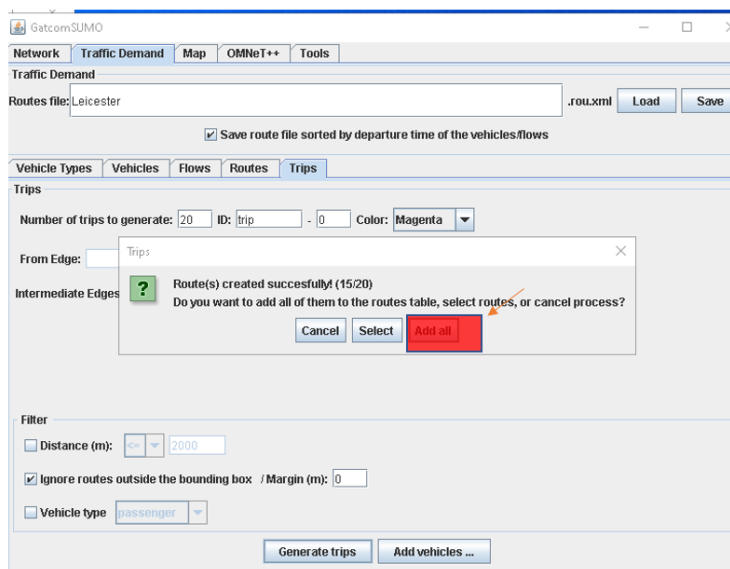 GatcomSUMO
Network Traffic Demand Map OMNeT++ Tools
Traffic Demand
Routes file: Leicester .rou.xml Load Save
Save route file sorted by departure time of the vehicles/flows
Vehicle Types Vehicles Flows Routes Trips
Trips
Number of trips to generate: 20 ID: trip - 0 Color: Magenta
From Edge:
Trips
Intermediate Edges
Route(s) created succesfully! (15/20)
Do you want to add all of them to the routes table, select routes, or cancel process?
Cancel Select Add all
Filter
Distance (m): <= 2000
Ignore routes outside the bounding box / Margin (m): 0
Vehicle type passenger
Generate trips Add vehicles ...